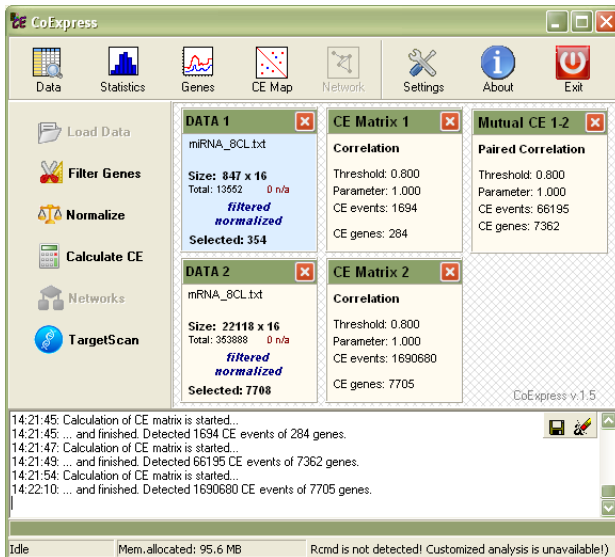 CoExpress
Data
Statistics
Genes
CE Map
Network
Settings
About
Exit
Load Data
Filter Genes
Normalize
Calculate CE
Networks
TargetScan
DATA 1
miRNA_8CL.txt
Size: 847 x 16
Total: 13552 0 n/a
filtered
normalized
Selected: 354
CE Matrix 1
Correlation
Threshold: 0.800
Parameter: 1.000
CE events: 1694
CE genes: 284
Mutual CE 1-2
Paired Correlation
Threshold: 0.800
Parameter: 1.000
CE events: 66195
CE genes: 7362
DATA 2
mRNA_8CL.txt
Size: 22118 x 16
Total: 353888 0 n/a
filtered
normalized
Selected: 7708
CE Matrix 2
Correlation
Threshold: 0.800
Parameter: 1.000
CE events: 1690680
CE genes: 7705
CoExpress v.1.5
14:21:45: Calculation of CE matrix is started...
14:21:45: ... and finished. Detected 1694 CE events of 284 genes.
14:21:47: Calculation of CE matrix is started...
14:21:49: ... and finished. Detected 66195 CE events of 7362 genes.
14:21:54: Calculation of CE matrix is started...
14:22:10: ... and finished. Detected 1690680 CE events of 7705 genes.
Idle
Mem.allocated: 95.6 MB
Rcmd is not detected! Customized analysis is unavailable!)